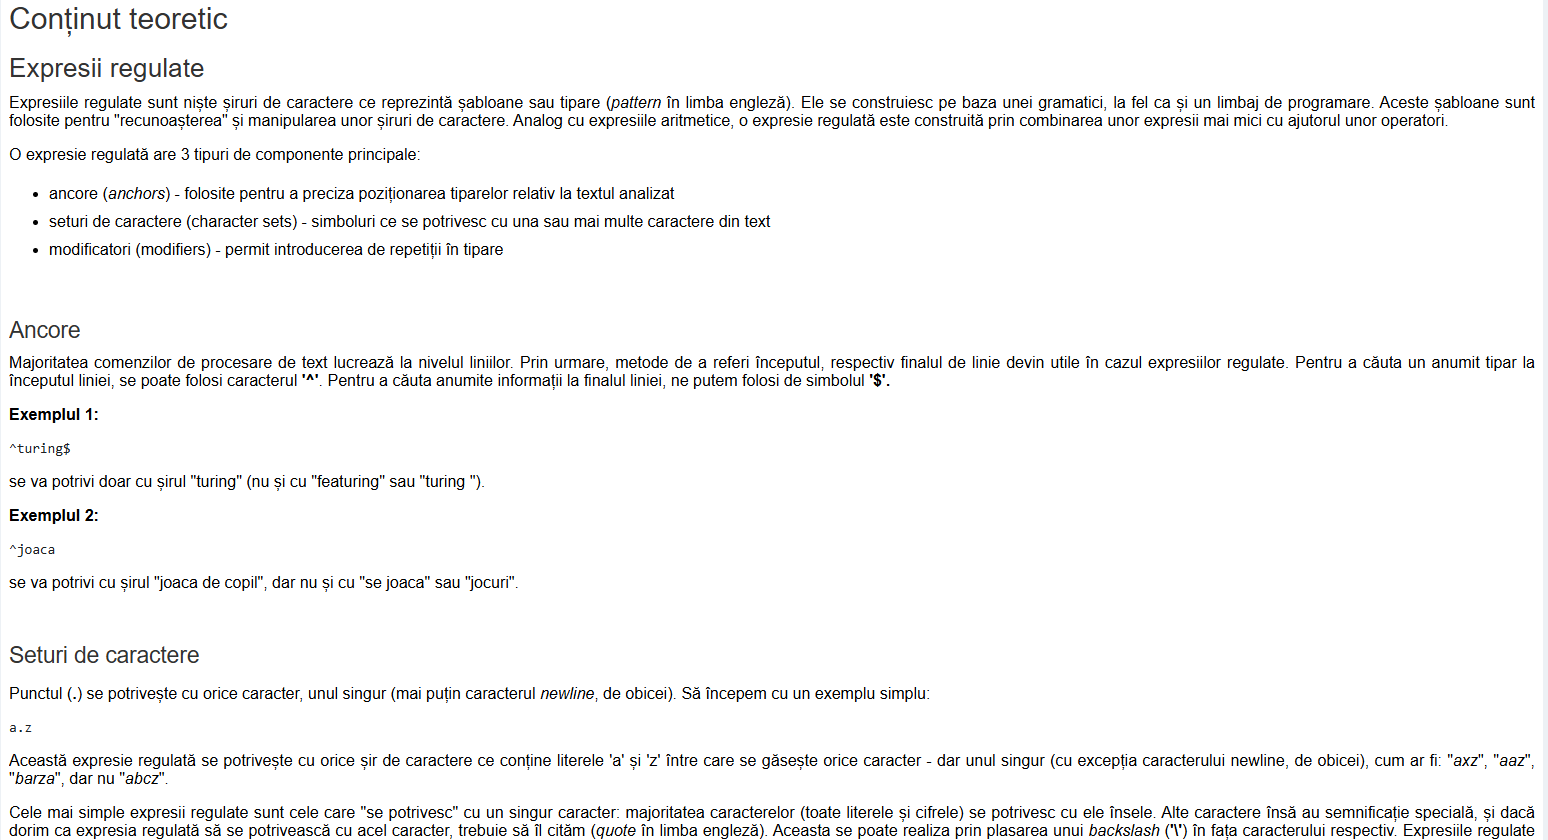 Conținut teoretic
Expresii regulate
Expresiile regulate sunt niște șiruri de caractere ce reprezintă șabloane sau tipare (pattern în limba engleză). Ele se construiesc pe baza unei gramatici, la fel ca și un limbaj de programare. Aceste șabloane sunt
folosite pentru "recunoașterea" și manipularea unor șiruri de caractere. Analog cu expresiile aritmetice, o expresie regulată este construită prin combinarea unor expresii mai mici cu ajutorul unor operatori.
O expresie regulată are 3 tipuri de componente principale:
• ancore (anchors) - folosite pentru a preciza poziționarea tiparelor relativ la textul analizat
• seturi de caractere (character sets) - simboluri ce se potrivesc cu una sau mai multe caractere din text
• modificatori (modifiers) - permit introducerea de repetiții în tipare
Ancore
Majoritatea comenzilor de procesare de text lucrează la nivelul liniilor. Prin urmare, metode de a referi începutul, respectiv finalul de linie devin utile în cazul expresiilor regulate. Pentru a căuta un anumit tipar la
începutul liniei, se poate folosi caracterul '^'. Pentru a căuta anumite informații la finalul liniei, ne putem folosi de simbolul '$'.
Exemplul 1:
^turing$
se va potrivi doar cu șirul "turing" (nu și cu "featuring" sau "turing ").
Exemplul 2:
^joaca
se va potrivi cu șirul "joaca de copil", dar nu și cu "se joaca" sau "jocuri".
Seturi de caractere
Punctul (.) se potrivește cu orice caracter, unul singur (mai puțin caracterul newline, de obicei). Să începem cu un exemplu simplu:
a.z
Această expresie regulată se potrivește cu orice șir de caractere ce conține literele 'a' și 'z' între care se găsește orice caracter - dar unul singur (cu excepția caracterului newline, de obicei), cum ar fi: "axz", "aaz",
"barza", dar nu "abcz".
Cele mai simple expresii regulate sunt cele care "se potrivesc" cu un singur caracter: majoritatea caracterelor (toate literele și cifrele) se potrivesc cu ele însele. Alte caractere însă au semnificație specială, și dacă
dorim ca expresia regulată să se potrivească cu acel caracter, trebuie să îl cităm (quote în limba engleză). Aceasta se poate realiza prin plasarea unui backslash ('\') în fața caracterului respectiv. Expresiile regulate